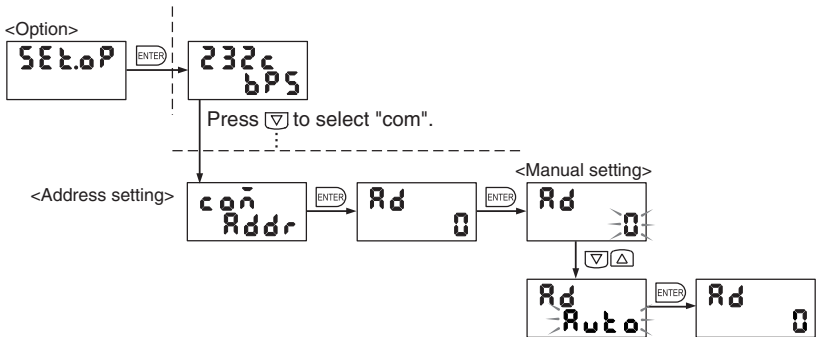 <Option>
SEt.oP
ENTER
232c
bPS
Press ▽ to select "com".
<Address setting>
com̄
Addr
ENTER
Ad
0
ENTER
<Manual setting>
Ad
0
▽ △
Ad
Auto
ENTER
Ad
0